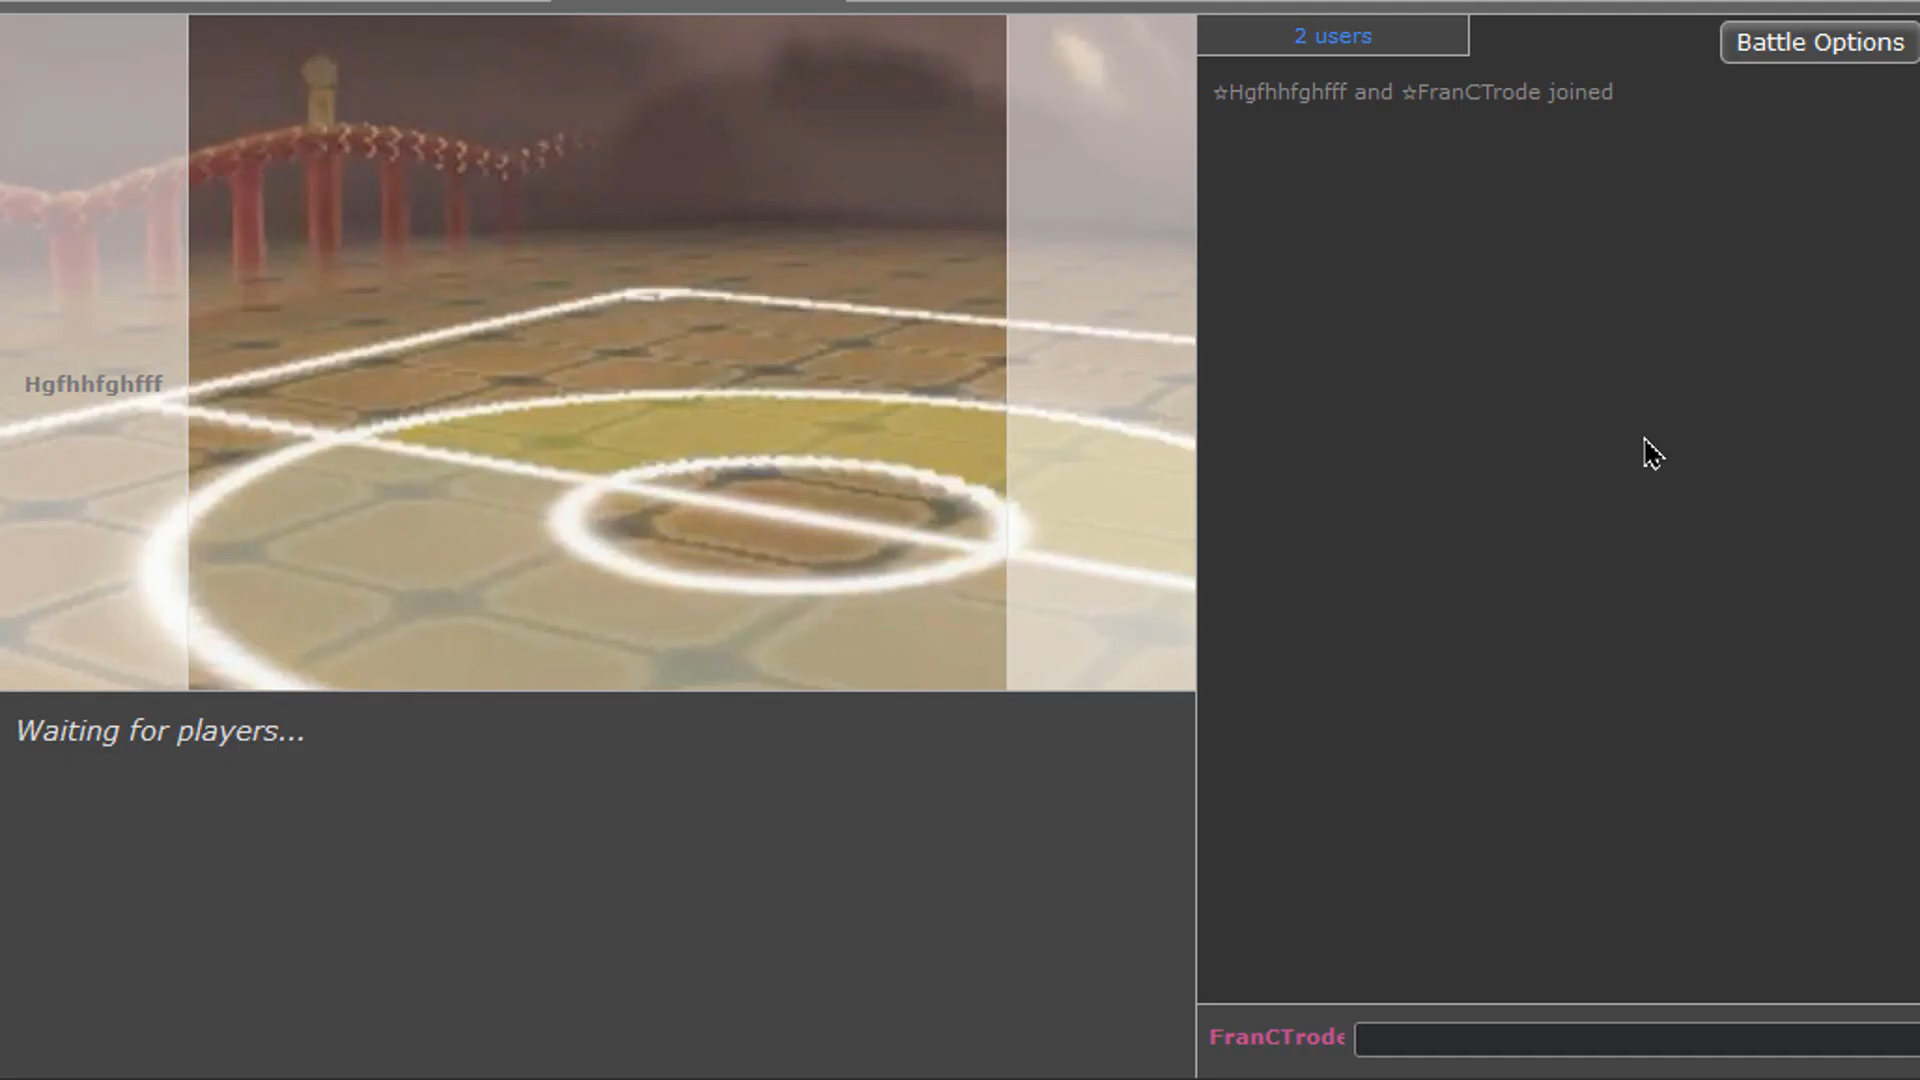 2 users
Battle Options
☆Hgfhhfghfff and ☆FranCTrode joined
Hgfhhfghfff
Waiting for players...
FranCTrode